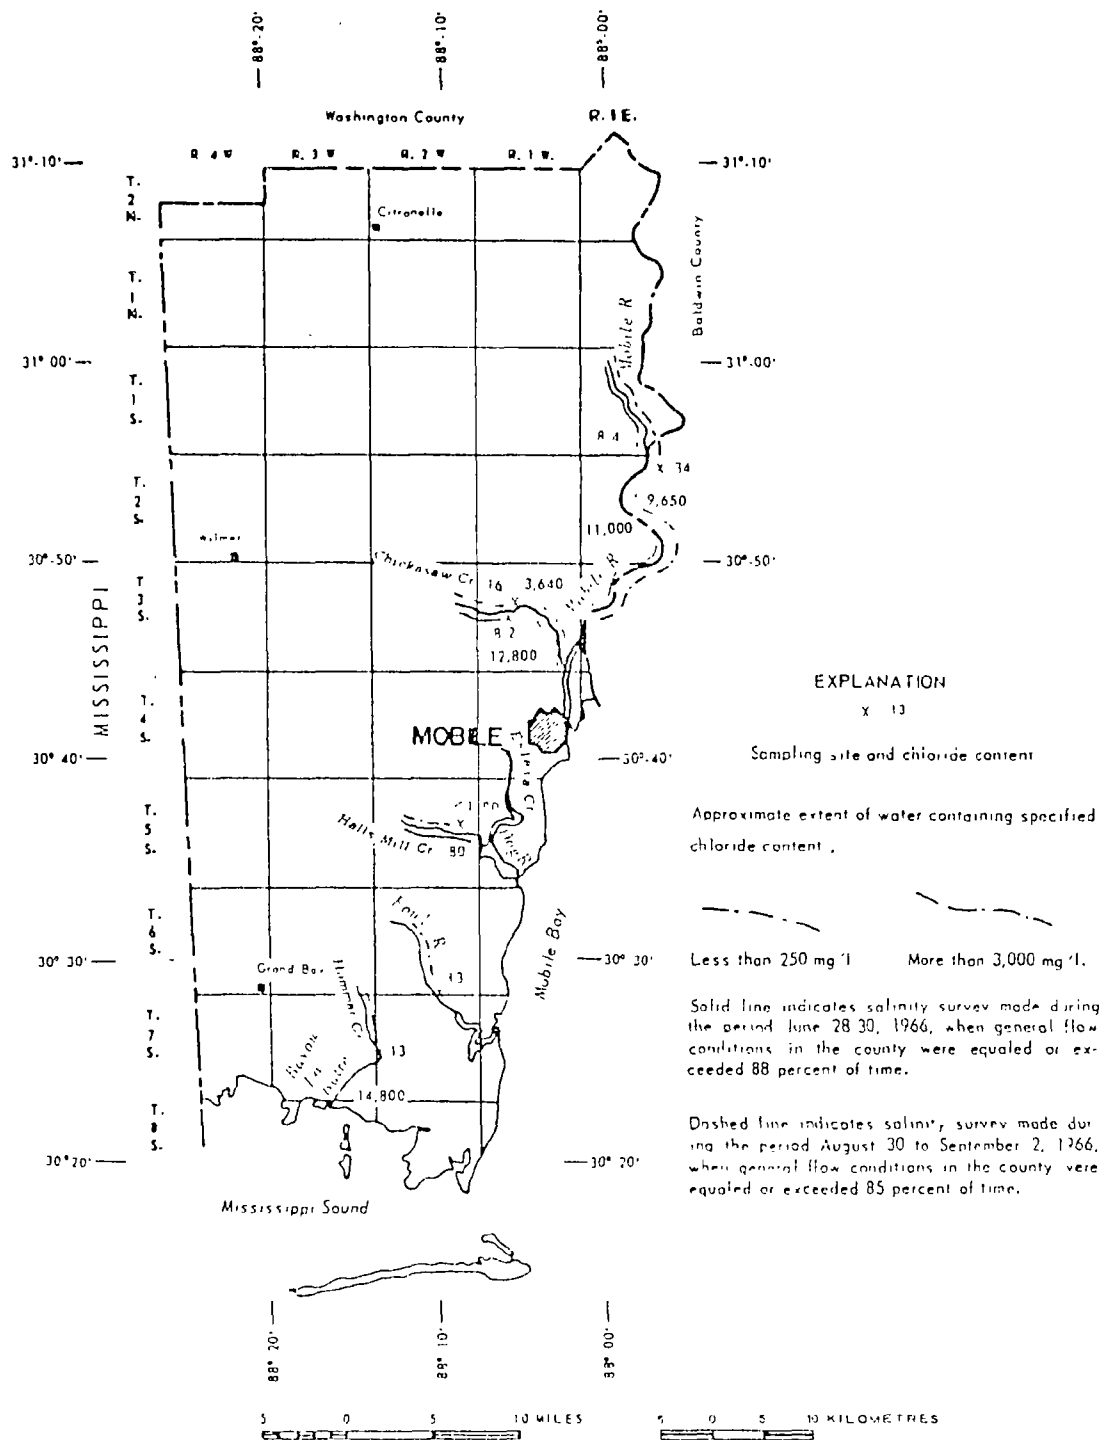 88°-20'
88°-10'
88°-00'
Washington County
R. 1 E.
31°-10'
R. 4 W
R. 3 W.
R. 2 W
R. 1 W.
31°-10'
T. 2 N.
Citronelle
T. 1 N.
Baldwin County
Mobile R
31° 00'
31°-00'
T. 1 S.
8.4
x 34
T. 2 S.
9,650
11,000
Wilmer
30°-50'
30°-50'
Chickasaw Cr
16
3,640
Mobile R
T. 3 S.
8.2
12,800
MISSISSIPPI
EXPLANATION
x 13
T. 4 S.
MOBILE
30° 40'
30°-40'
Sampling site and chloride content
T. 5 S.
Halls Mill Cr
80
Dog R
Approximate extent of water containing specified
chloride content.
T. 6 S.
Fowl R
Mobile Bay
30° 30'
30° 30'
Grand Bay
Hammar Cr
13
Less than 250 mg/l
More than 3,000 mg/l.
T. 7 S.
Bayou La Batre
13
Solid line indicates salinity survey made during
the period June 28-30, 1966, when general flow
conditions in the county were equaled or ex-
ceeded 88 percent of time.
14,800
T. 8 S.
30° 20'
30° 20'
Dashed line indicates salinity survey made dur-
ing the period August 30 to September 2, 1966,
when general flow conditions in the county were
equaled or exceeded 85 percent of time.
Mississippi Sound
88° 20'
88° 10'
88° 00'
5 0 5 10 MILES
5 0 5 10 KILOMETRES